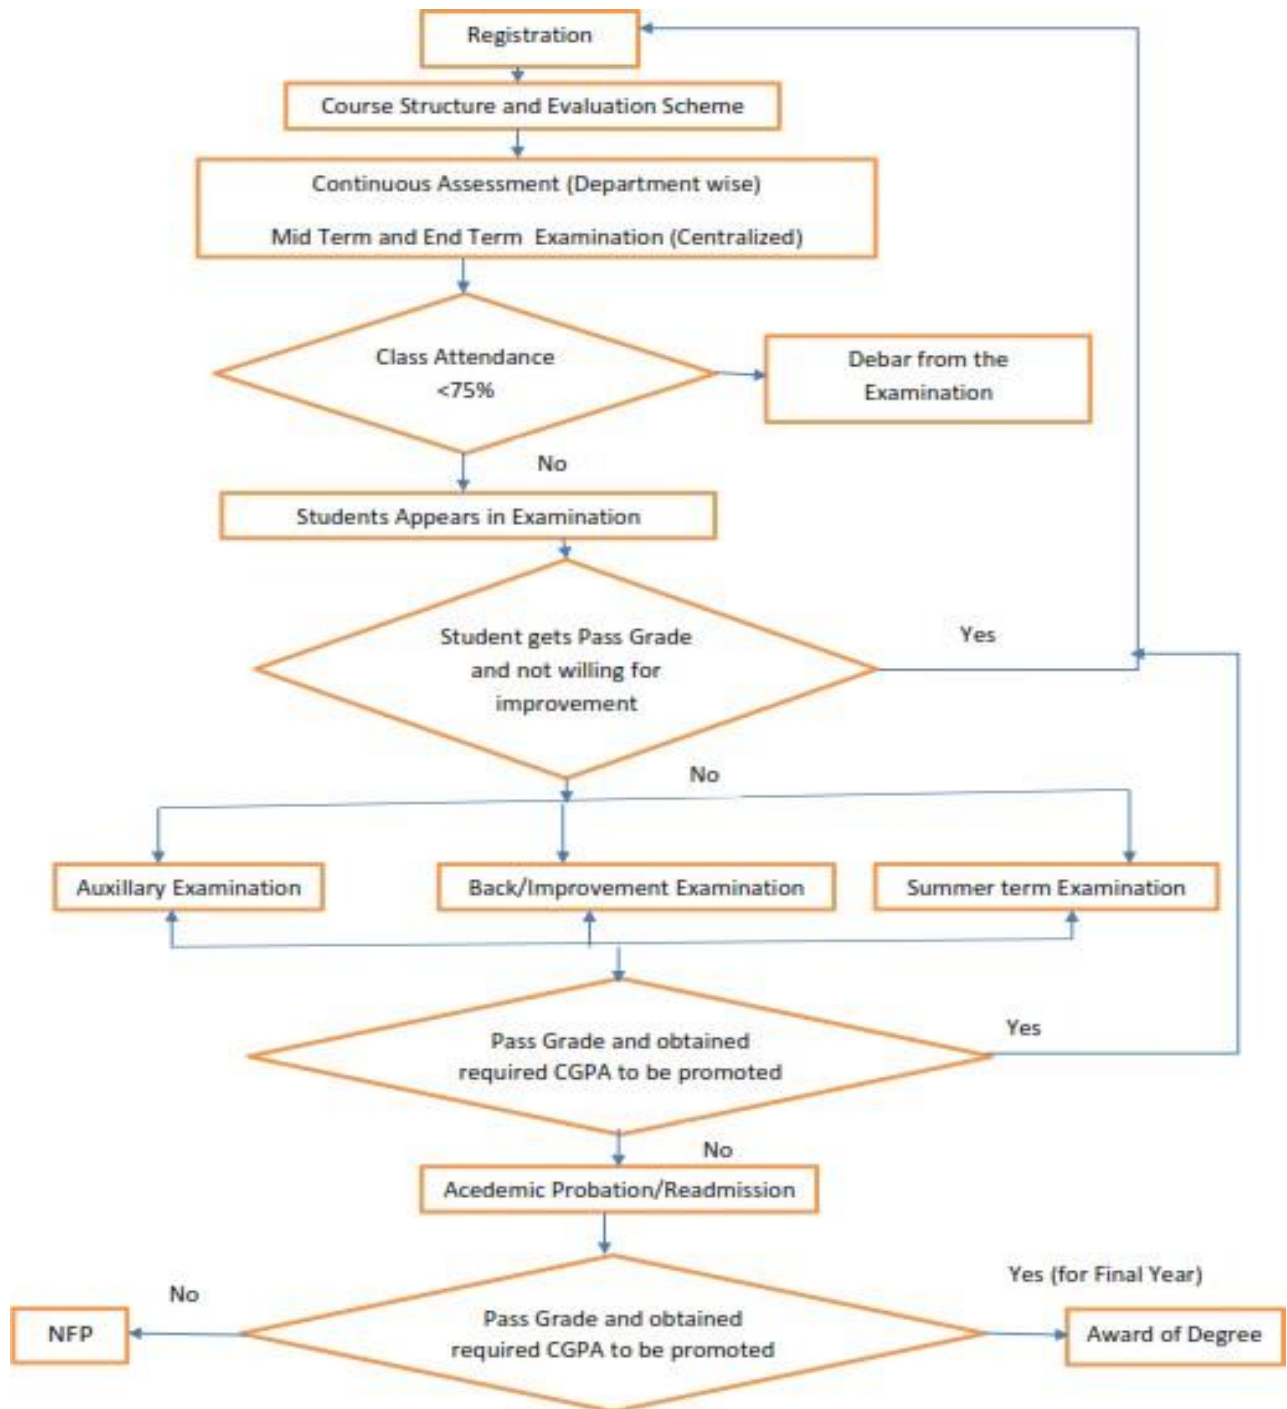 Registration
Course Structure and Evaluation Scheme
Continuous Assessment (Department wise)
Mid Term and End Term Examination (Centralized)
Class Attendance
<75%
Debar from the
Examination
No
Students Appears in Examination
Student gets Pass Grade
and not willing for
improvement
Yes
No
Auxillary Examination
Back/Improvement Examination
Summer term Examination
Pass Grade and obtained
required CGPA to be promoted
Yes
No
Acedemic Probation/Readmission
No
Yes (for Final Year)
NFP
Pass Grade and obtained
required CGPA to be promoted
Award of Degree